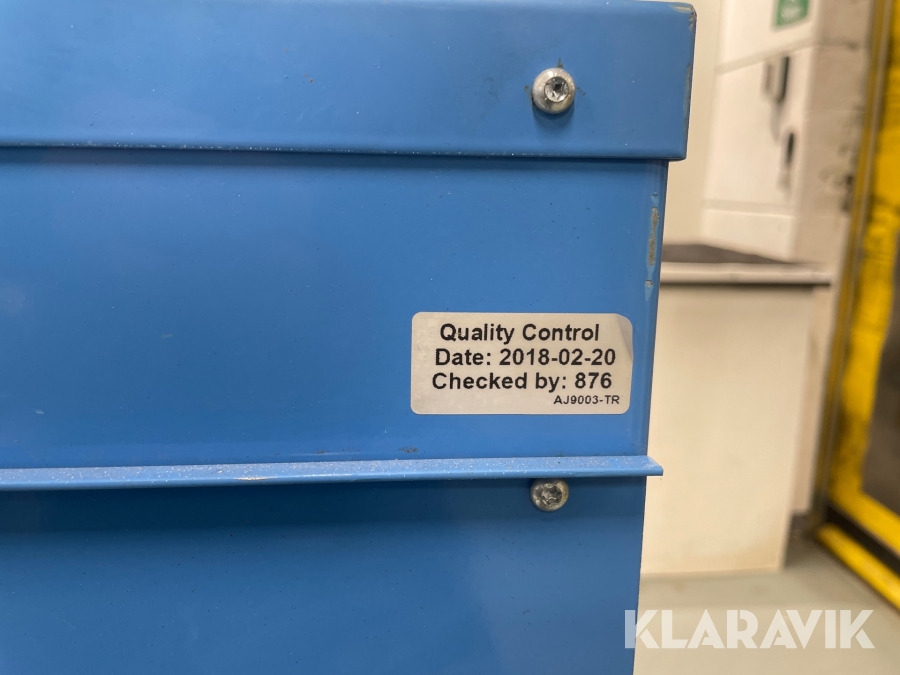 Quality Control
Date: 2018-02-20
Checked by: 876
AJ9003-TR
KLARAVIK